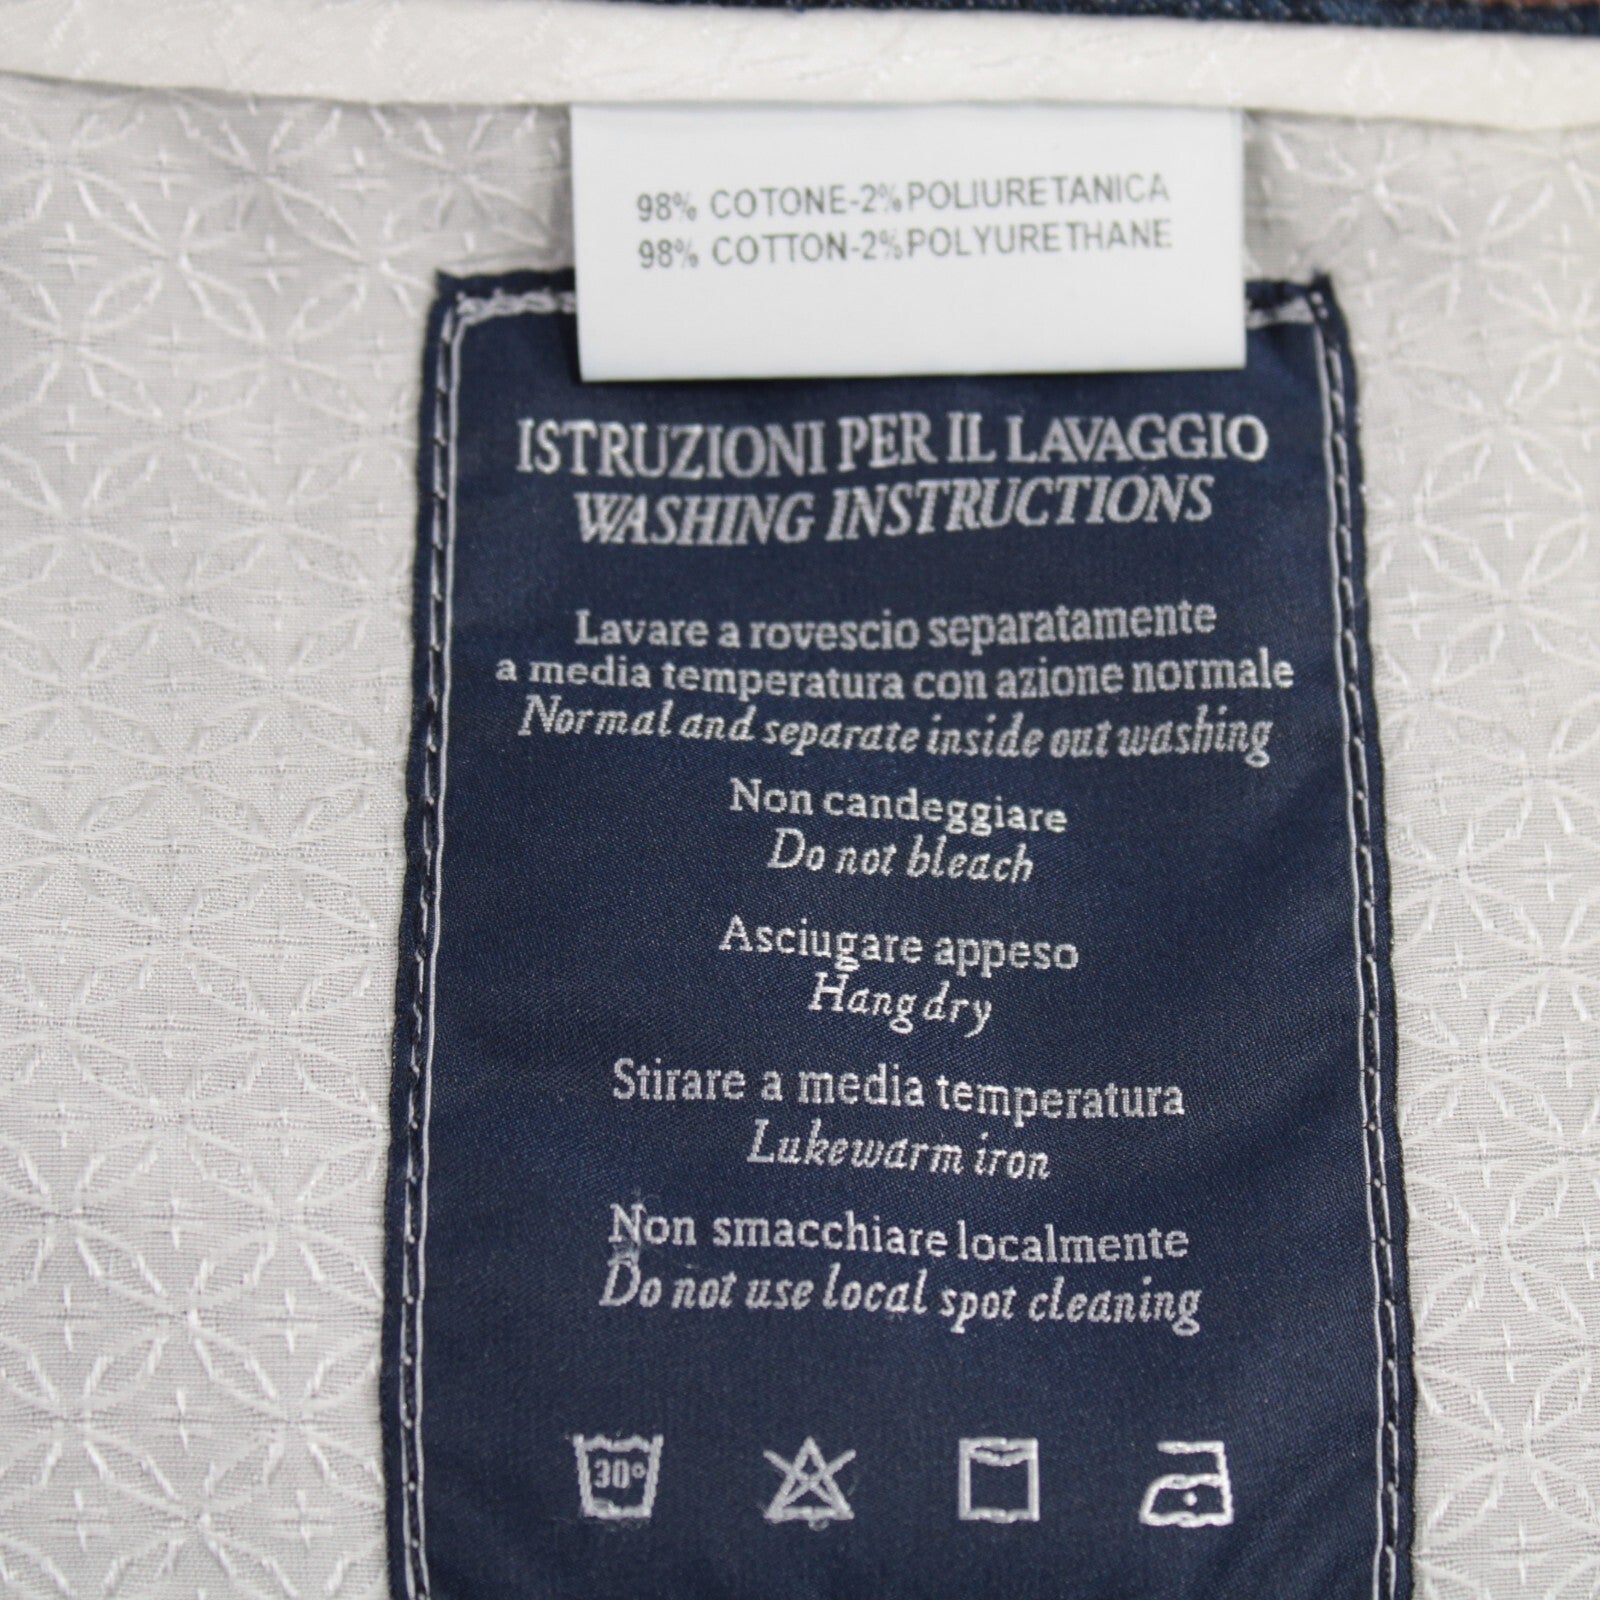 98% COTONE-2%POLIURETANICA
98% COTTON-2%POLYURETHANE
ISTRUZIONI PER IL LAVAGGIO
WASHING INSTRUCTIONS
Lavare a rovescio separatamente
a media temperatura con azione normale
Normal and separate inside out washing
Non candeggiare
Do not bleach
Asciugare appeso
Hang dry
Stirare a media temperatura
Lukewarm iron
Non smacchiare localmente
Do not use local spot cleaning
30°